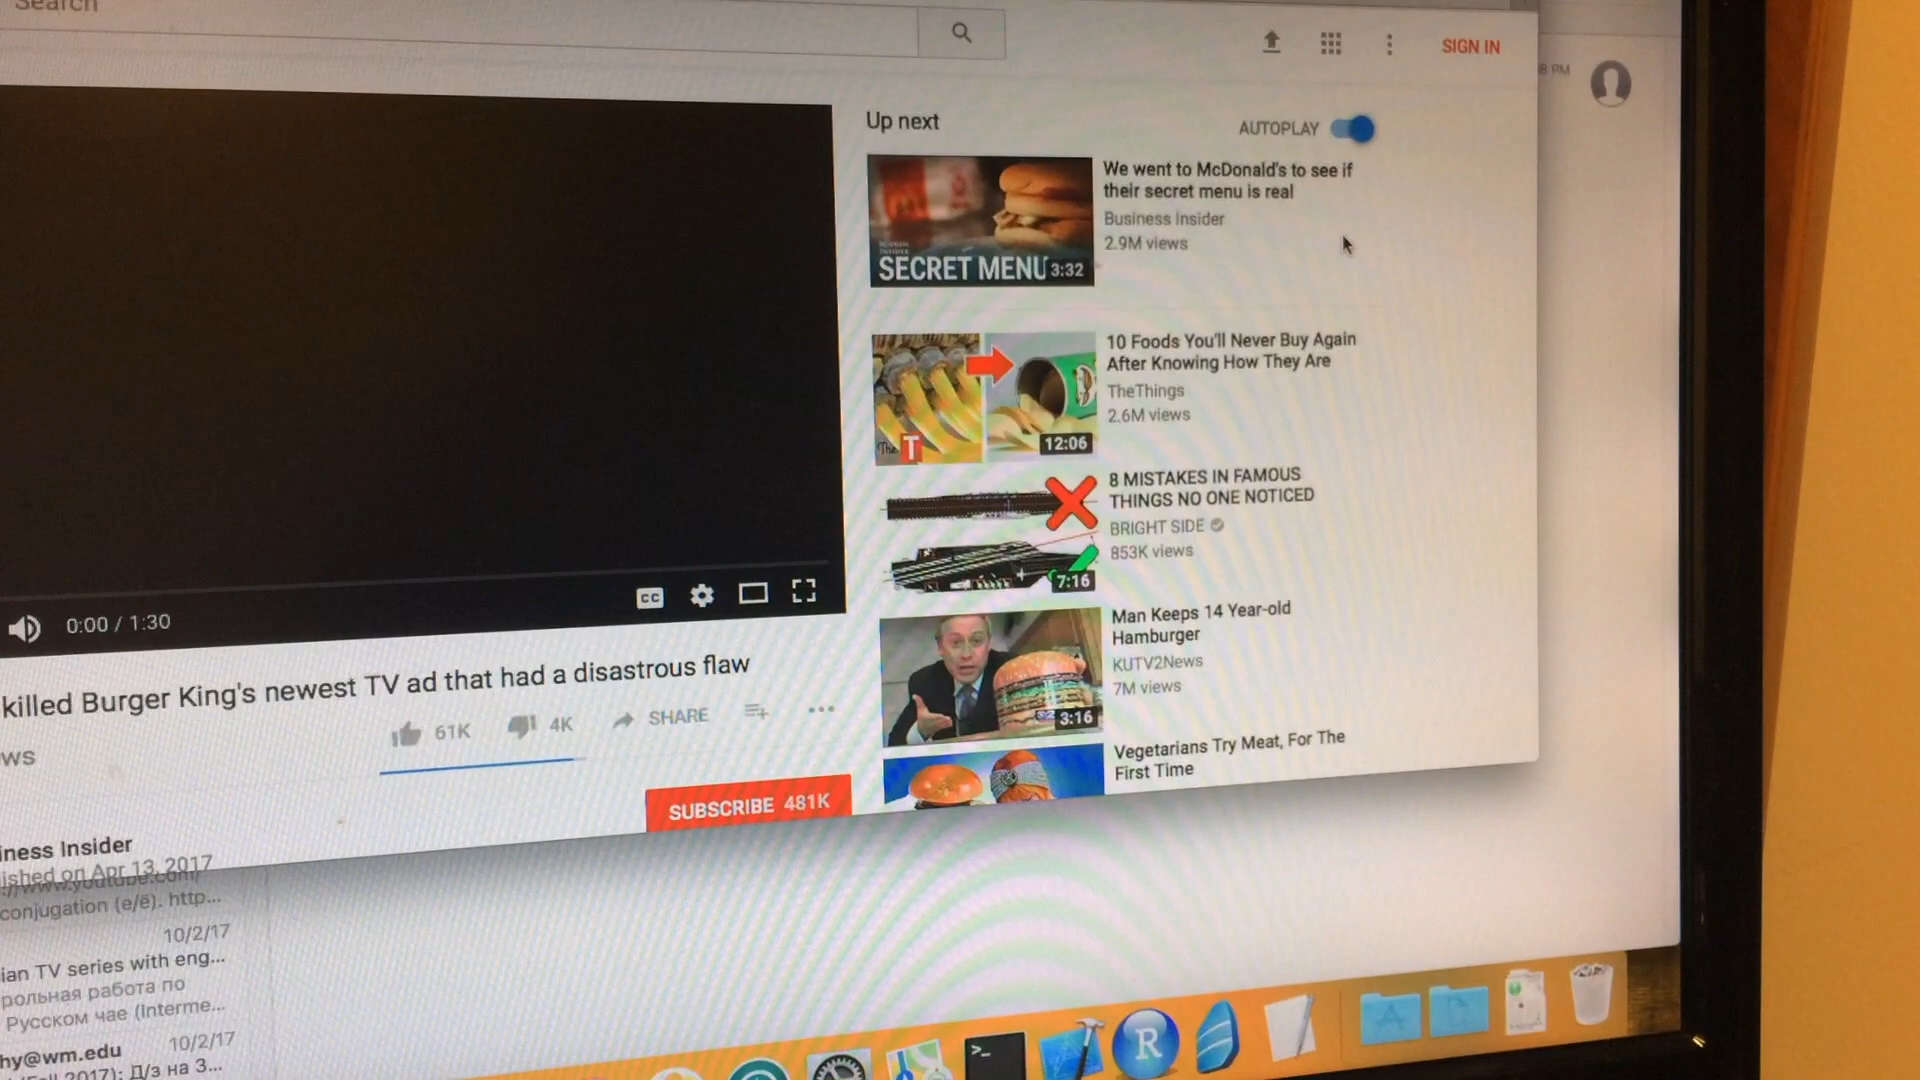 Search
SIGN IN
8 PM
Up next
AUTOPLAY
We went to McDonald's to see if
their secret menu is real
Business Insider
2.9M views
SECRET MENU
3:32
10 Foods You'll Never Buy Again
After Knowing How They Are
TheThings
2.6M views
The T
12:06
8 MISTAKES IN FAMOUS
THINGS NO ONE NOTICED
BRIGHT SIDE
853K views
7:16
Man Keeps 14 Year-old
Hamburger
KUTV2News
7M views
3:16
Vegetarians Try Meat, For The
First Time
CC
0:00 / 1:30
killed Burger King's newest TV ad that had a disastrous flaw
61K
4K
SHARE
ws
SUBSCRIBE 481K
iness Insider
ished on Apr 13, 2017
://www.youtube.com/
conjugation (e/ё). http...
10/2/17
ian TV series with eng...
рольная работа по
Русском чае (Interme...
hy@wm.edu
10/2/17
(Fall 2017): Д/з на 3...
>_
R